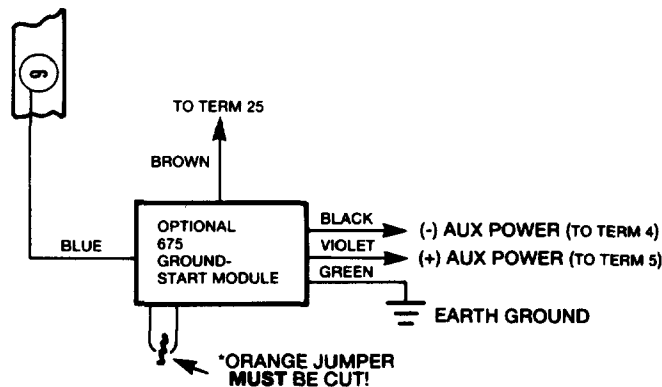 TO TERM 25
BROWN
OPTIONAL
675
GROUND-
START MODULE
BLUE
BLACK
(-) AUX POWER (TO TERM 4)
VIOLET
(+) AUX POWER (TO TERM 5)
GREEN
EARTH GROUND
*ORANGE JUMPER
MUST BE CUT!